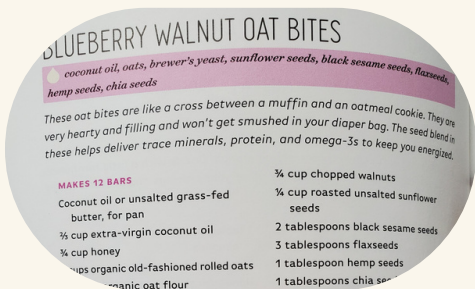 BLUEBERRY WALNUT OAT BITES
coconut oil, oats, brewer's yeast, sunflower seeds, black sesame seeds, flaxseeds,
hemp seeds, chia seeds
These oat bites are like a cross between a muffin and an oatmeal cookie. They are
very hearty and filling and won't get smushed in your diaper bag. The seed blend in
these helps deliver trace minerals, protein, and omega-3s to keep you energized.
MAKES 12 BARS
Coconut oil or unsalted grass-fed
butter, for pan
⅔ cup extra-virgin coconut oil
¾ cup honey
cups organic old-fashioned rolled oats
organic oat flour
¾ cup chopped walnuts
¼ cup roasted unsalted sunflower
seeds
2 tablespoons black sesame seeds
3 tablespoons flaxseeds
1 tablespoon hemp seeds
1 tablespoons chia